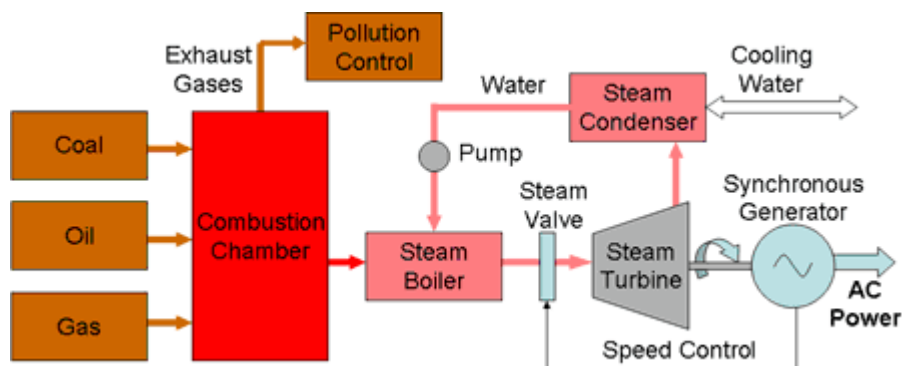 Exhaust
Gases
Pollution
Control
Coal
Oil
Gas
Combustion
Chamber
Water
Pump
Steam
Boiler
Steam
Valve
Steam
Condenser
Cooling
Water
Steam
Turbine
Synchronous
Generator
AC
Power
Speed Control